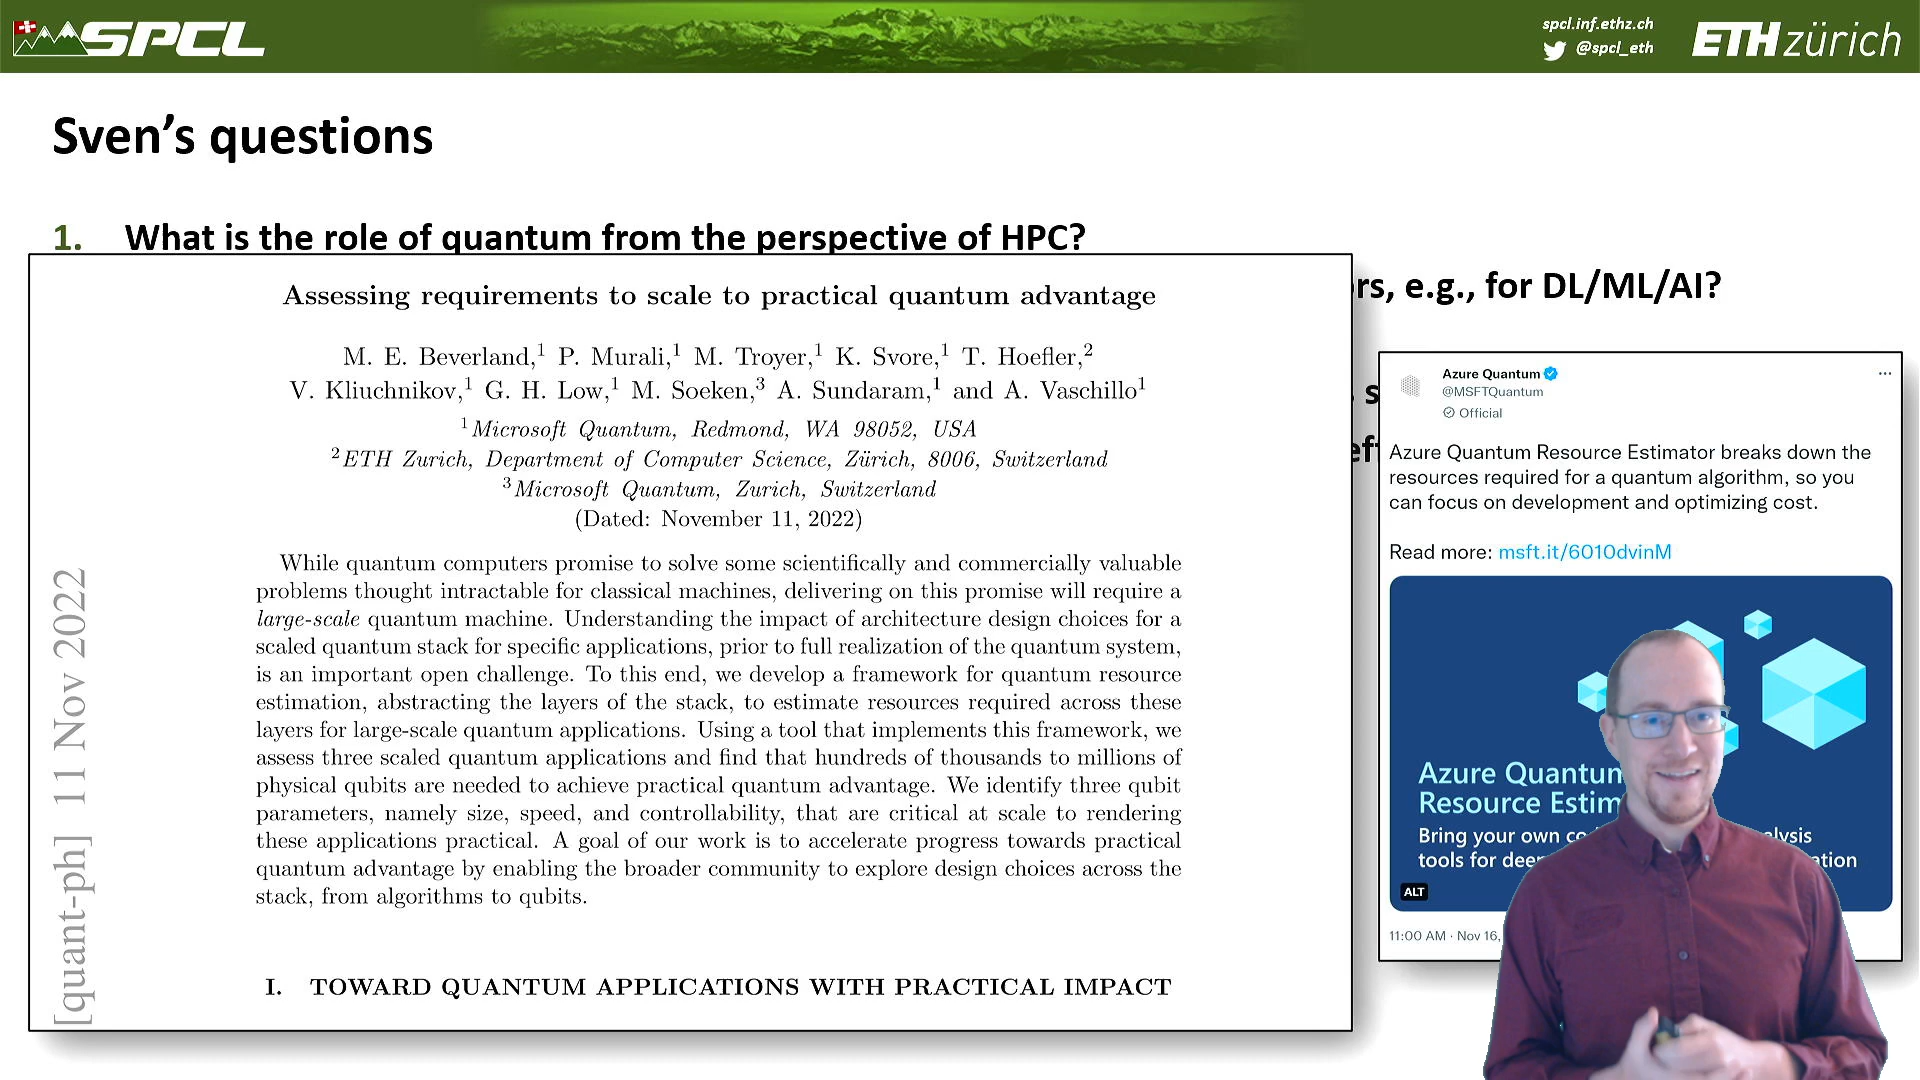 SPCL
spcl.inf.ethz.ch
@spcl_eth
ETH zürich
Sven's questions
1. What is the role of quantum from the perspective of HPC?
rs, e.g., for DL/ML/AI?
Assessing requirements to scale to practical quantum advantage
M. E. Beverland,1 P. Murali,1 M. Troyer,1 K. Svore,1 T. Hoefler,2
V. Kliuchnikov,1 G. H. Low,1 M. Soeken,3 A. Sundaram,1 and A. Vaschillo1
1Microsoft Quantum, Redmond, WA 98052, USA
2ETH Zurich, Department of Computer Science, Zürich, 8006, Switzerland
3Microsoft Quantum, Zurich, Switzerland
(Dated: November 11, 2022)
While quantum computers promise to solve some scientifically and commercially valuable
problems thought intractable for classical machines, delivering on this promise will require a
large-scale quantum machine. Understanding the impact of architecture design choices for a
scaled quantum stack for specific applications, prior to full realization of the quantum system,
is an important open challenge. To this end, we develop a framework for quantum resource
estimation, abstracting the layers of the stack, to estimate resources required across these
layers for large-scale quantum applications. Using a tool that implements this framework, we
assess three scaled quantum applications and find that hundreds of thousands to millions of
physical qubits are needed to achieve practical quantum advantage. We identify three qubit
parameters, namely size, speed, and controllability, that are critical at scale to rendering
these applications practical. A goal of our work is to accelerate progress towards practical
quantum advantage by enabling the broader community to explore design choices across the
stack, from algorithms to qubits.
I. TOWARD QUANTUM APPLICATIONS WITH PRACTICAL IMPACT
[quant-ph] 11 Nov 2022
s
eff
Azure Quantum
@MSFTQuantum
Official
Azure Quantum Resource Estimator breaks down the
resources required for a quantum algorithm, so you
can focus on development and optimizing cost.
Read more: msft.it/6010dvinM
Azure Quantum
Resource Estim
Bring your own co alysis
tools for deep ation
ALT
11:00 AM · Nov 16,